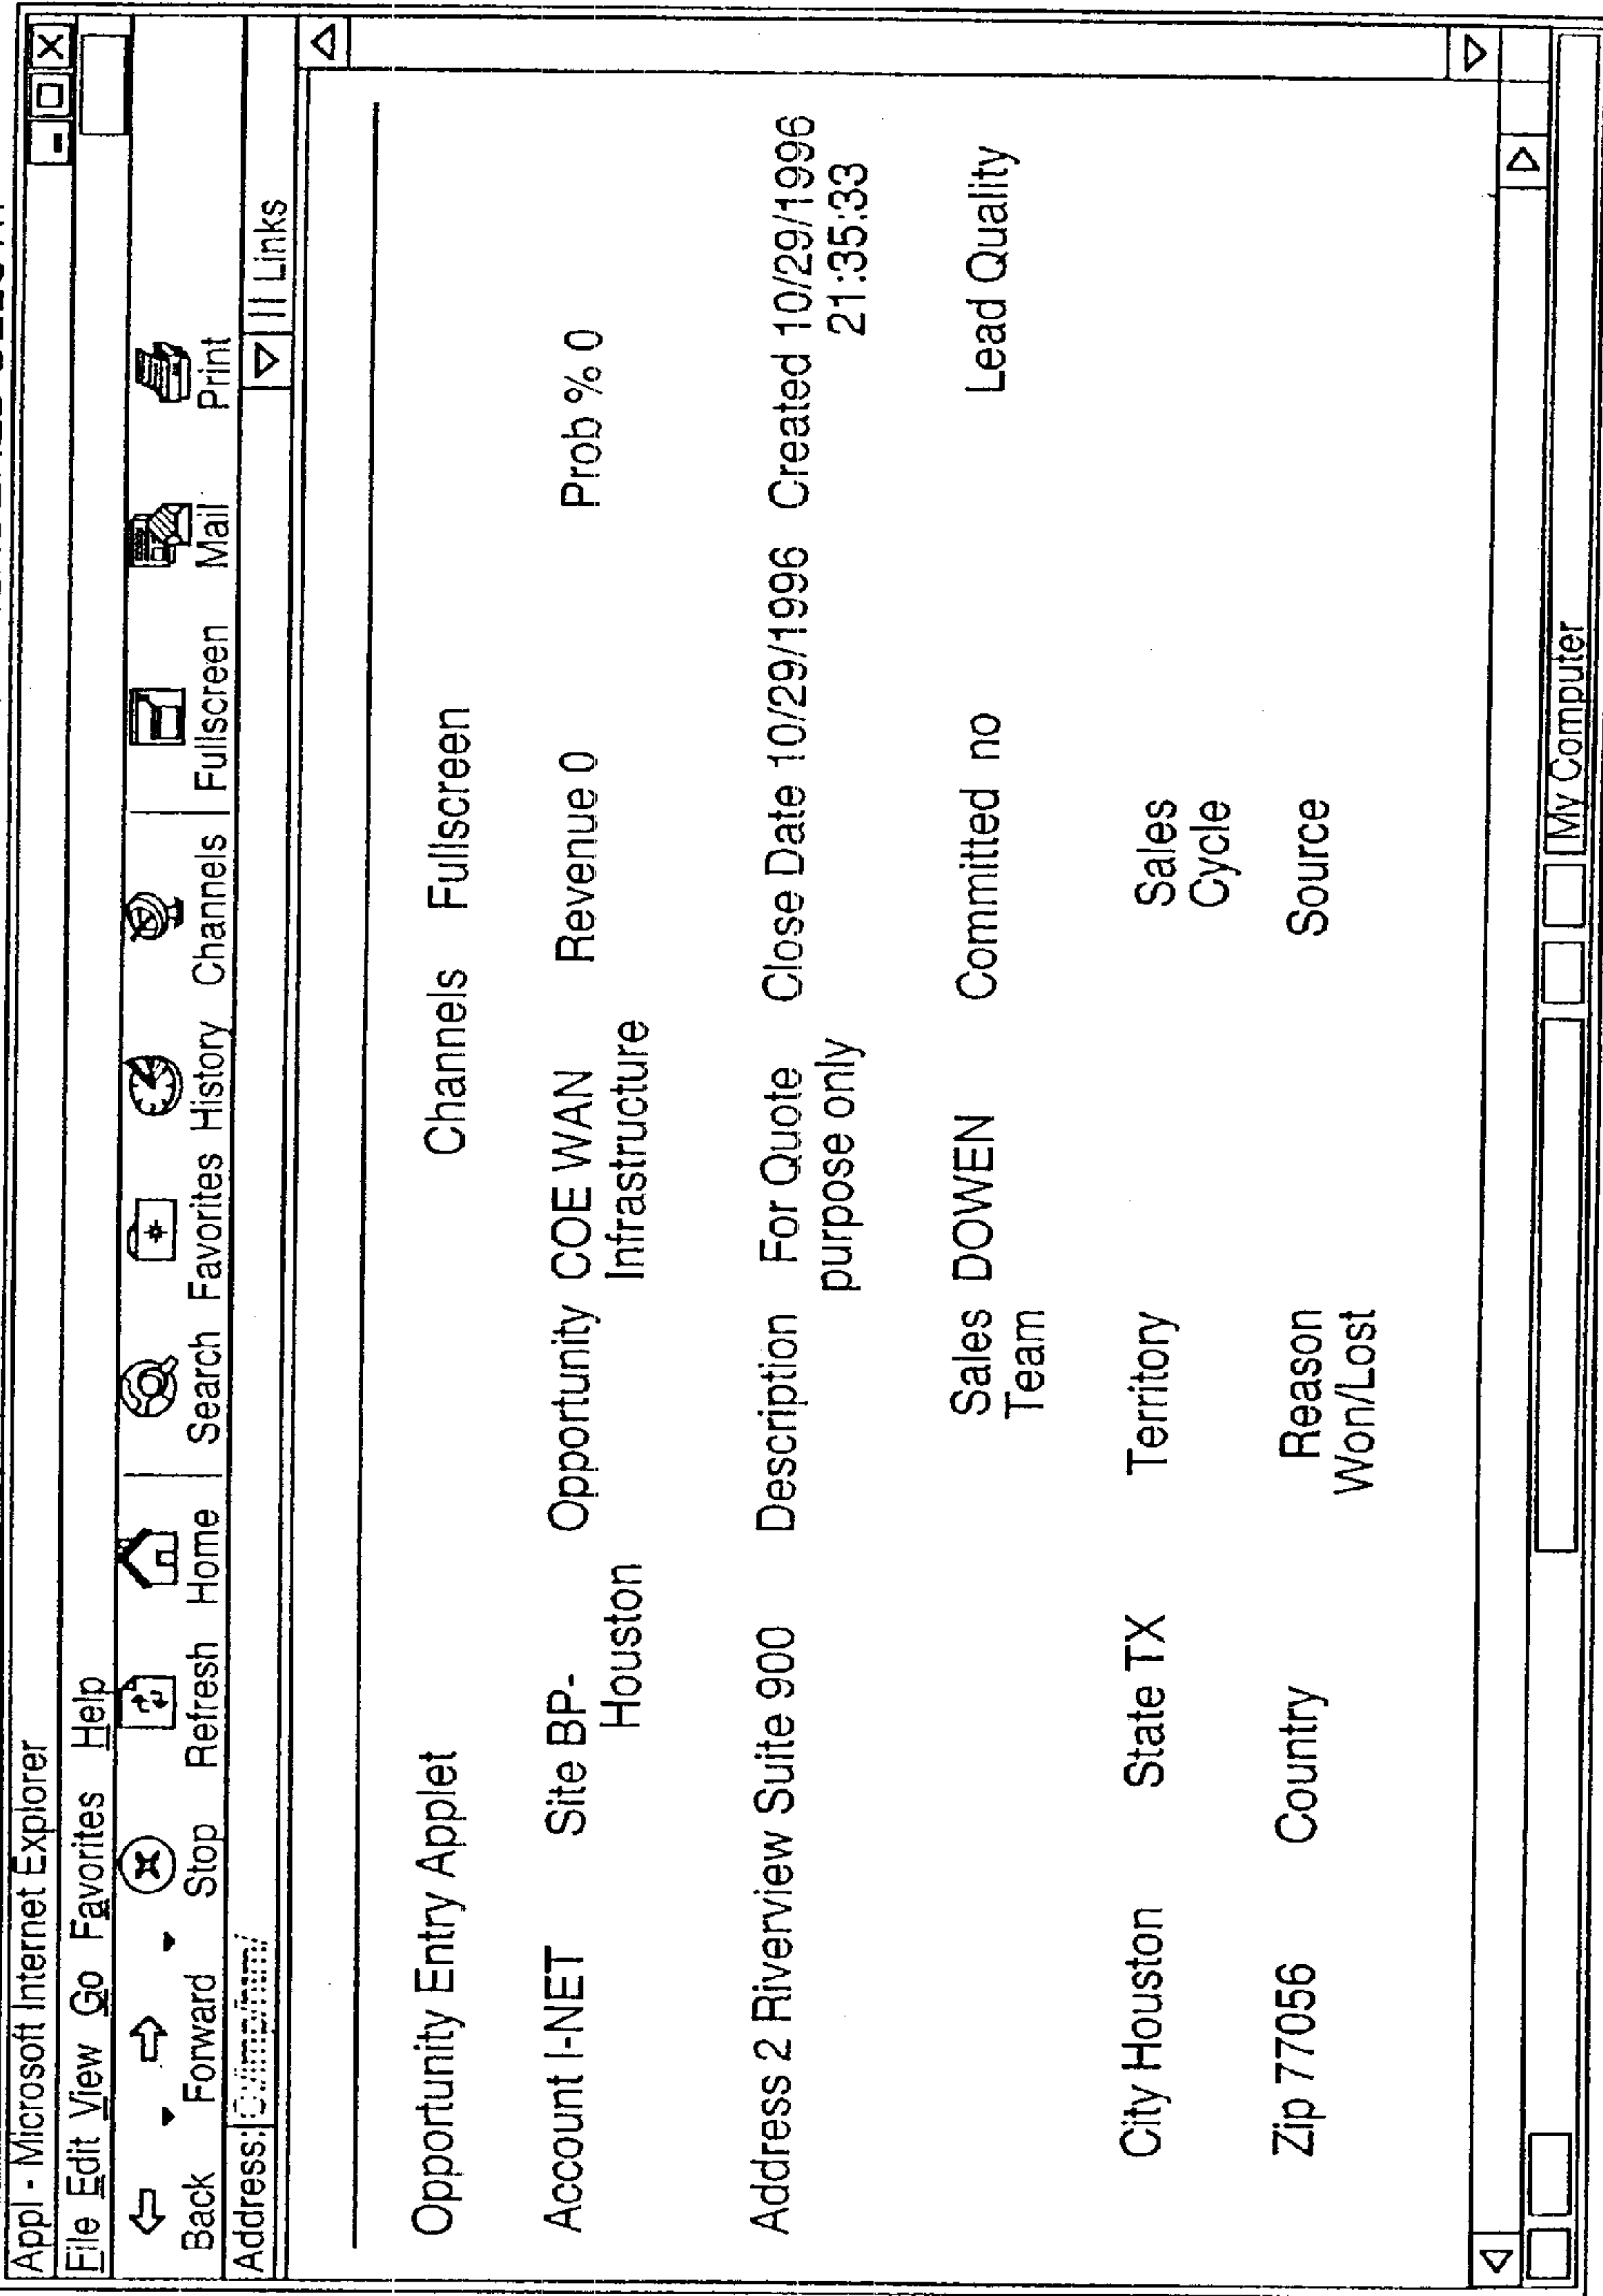 Appl - Microsoft Internet Explorer
File Edit View Go Favorites Help
Back Forward Stop Refresh Home Search Favorites History Channels Fullscreen Mail Print
Address: Links
Opportunity Entry Applet Channels Fullscreen
Account I-NET Site BP- Opportunity COE WAN Revenue 0 Prob % 0
Houston Infrastructure
Address 2 Riverview Suite 900 Description For Quote Close Date 10/29/1996 Created 10/29/1996
purpose only 21:35:33
Sales DOWEN Committed no Lead Quality
Team
City Houston State TX Territory Sales
Cycle
Zip 77056 Country Reason Source
Won/Lost
My Computer